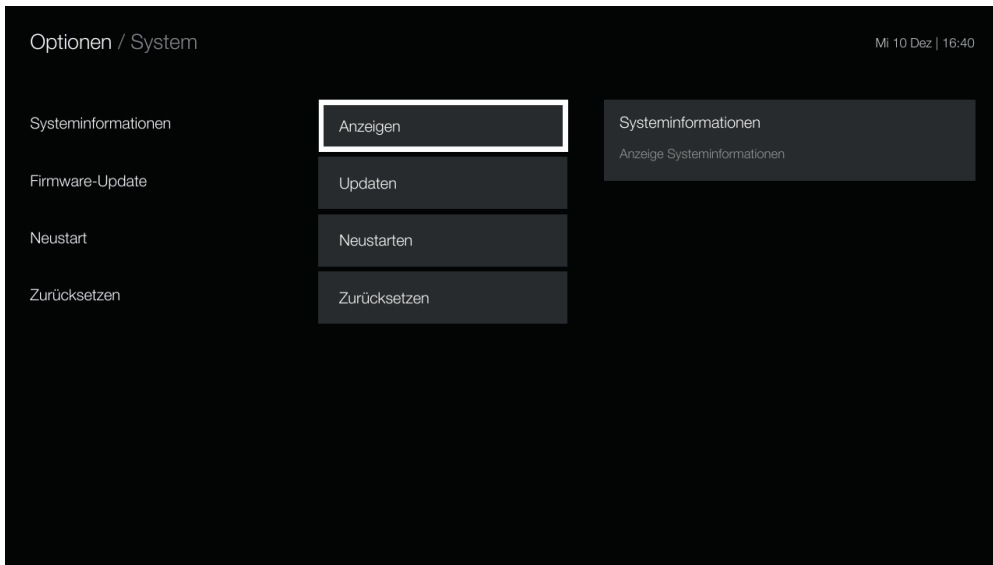 Optionen / System
Mi 10 Dez | 16:40
Systeminformationen
Anzeigen
Systeminformationen
Anzeige Systeminformationen
Firmware-Update
Updaten
Neustart
Neustarten
Zurücksetzen
Zurücksetzen